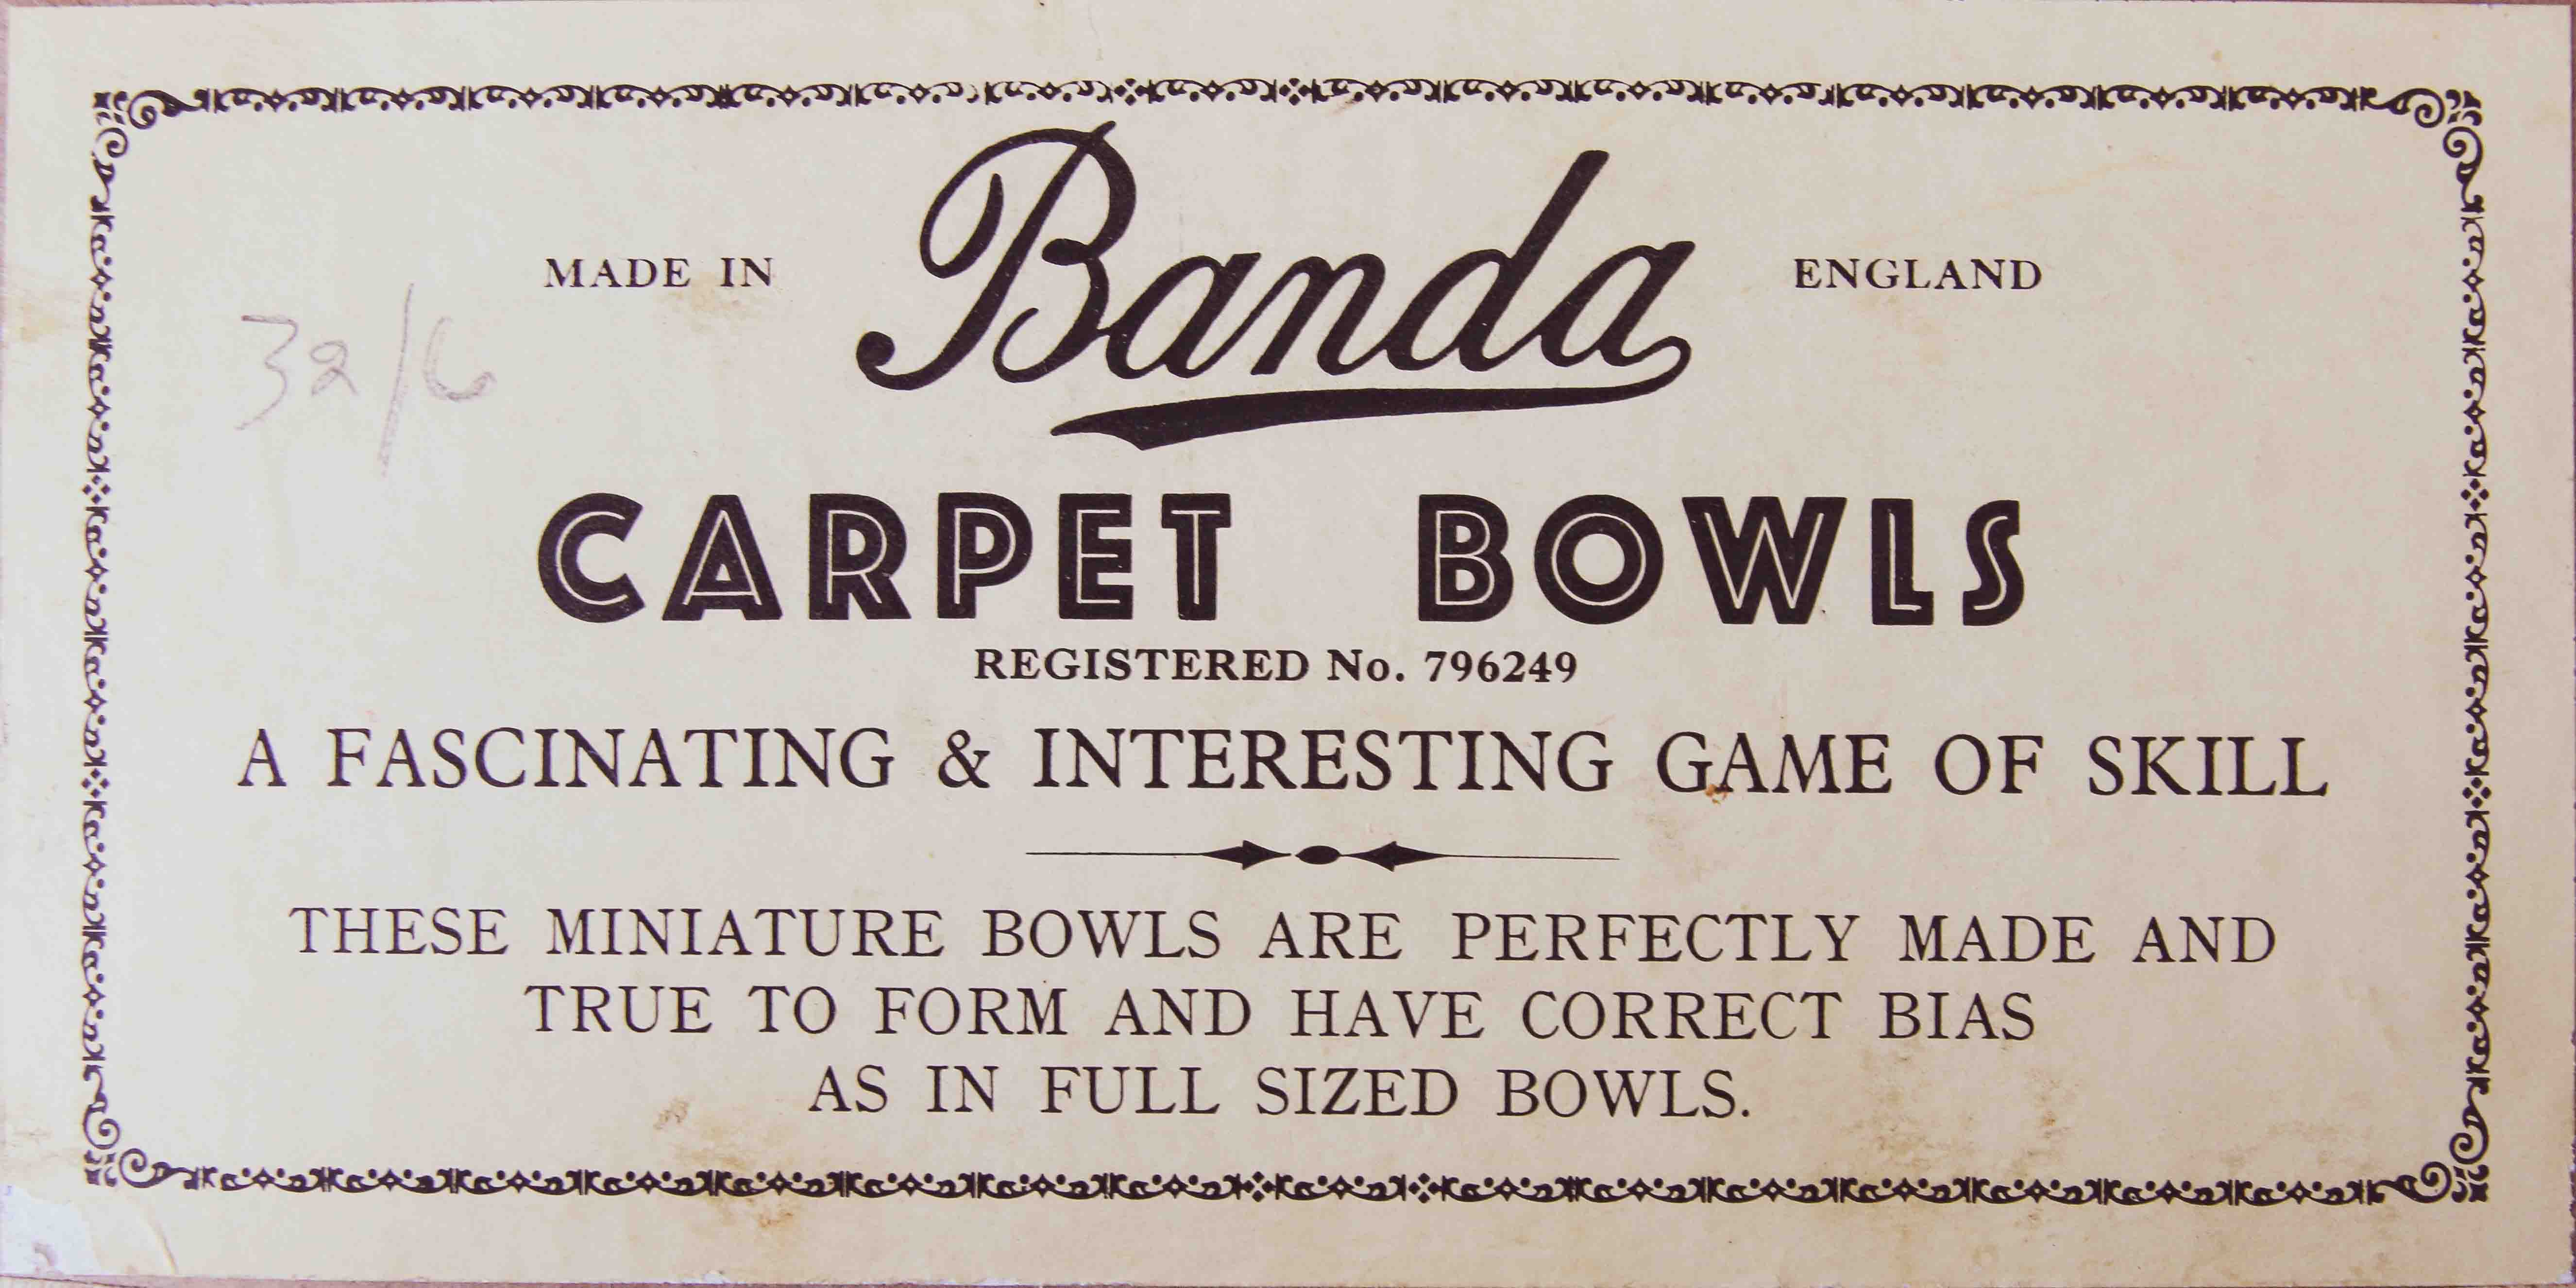 MADE IN Banda ENGLAND
32/6
CARPET BOWLS
REGISTERED No. 796249
A FASCINATING & INTERESTING GAME OF SKILL
THESE MINIATURE BOWLS ARE PERFECTLY MADE AND
TRUE TO FORM AND HAVE CORRECT BIAS
AS IN FULL SIZED BOWLS.